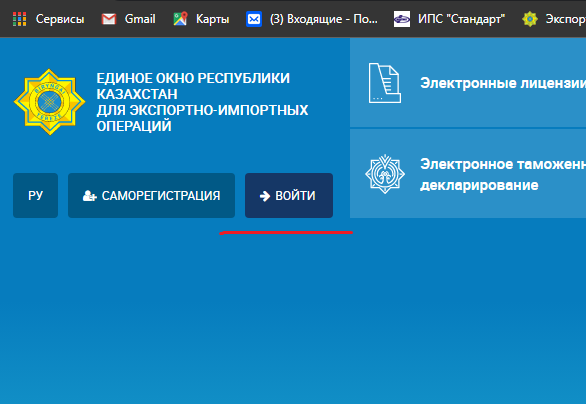 Сервисы
Gmail
Карты
(3) Входящие - По...
ИПС "Стандарт"
Экспор
ЕДИНОЕ ОКНО РЕСПУБЛИКИ
КАЗАХСТАН
ДЛЯ ЭКСПОРТНО-ИМПОРТНЫХ
ОПЕРАЦИЙ
РУ
САМОРЕГИСТРАЦИЯ
ВОЙТИ
Электронные лицензии
Электронное таможенн
декларирование